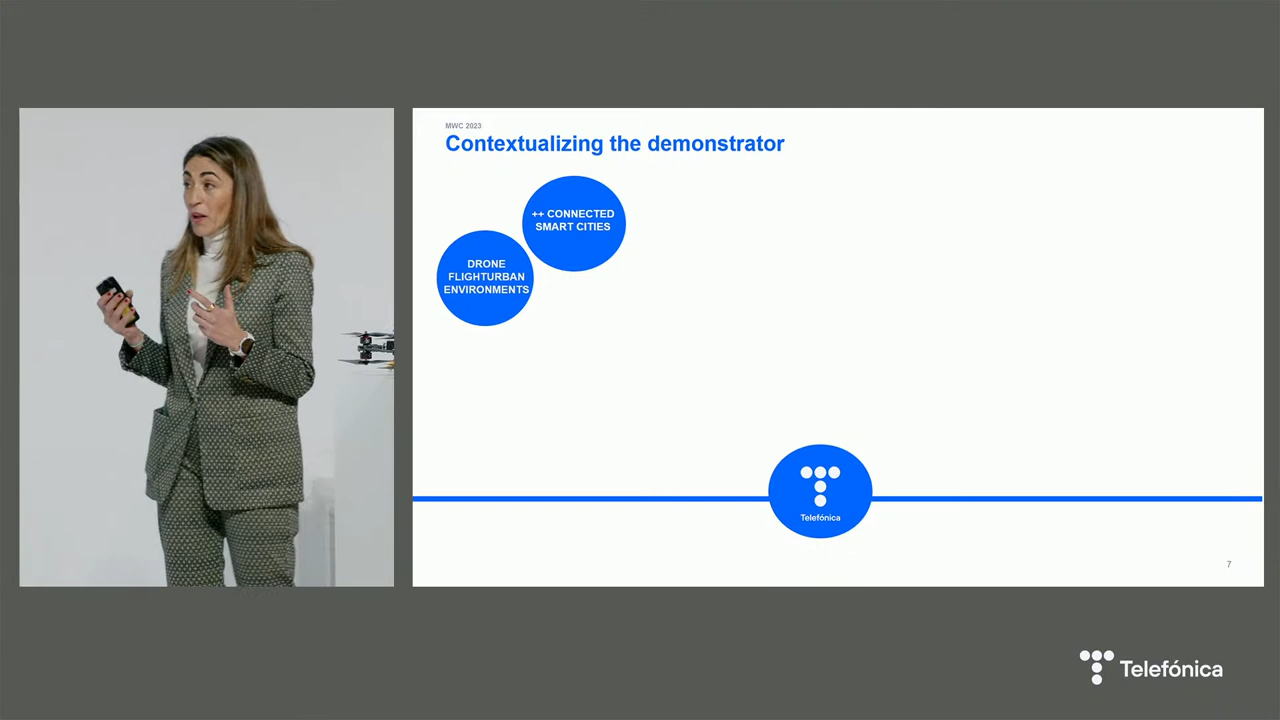 MWC 2023
Contextualizing the demonstrator
++ CONNECTED
SMART CITIES
DRONE
FLIGHTURBAN
ENVIRONMENTS
Telefónica
7
Telefónica